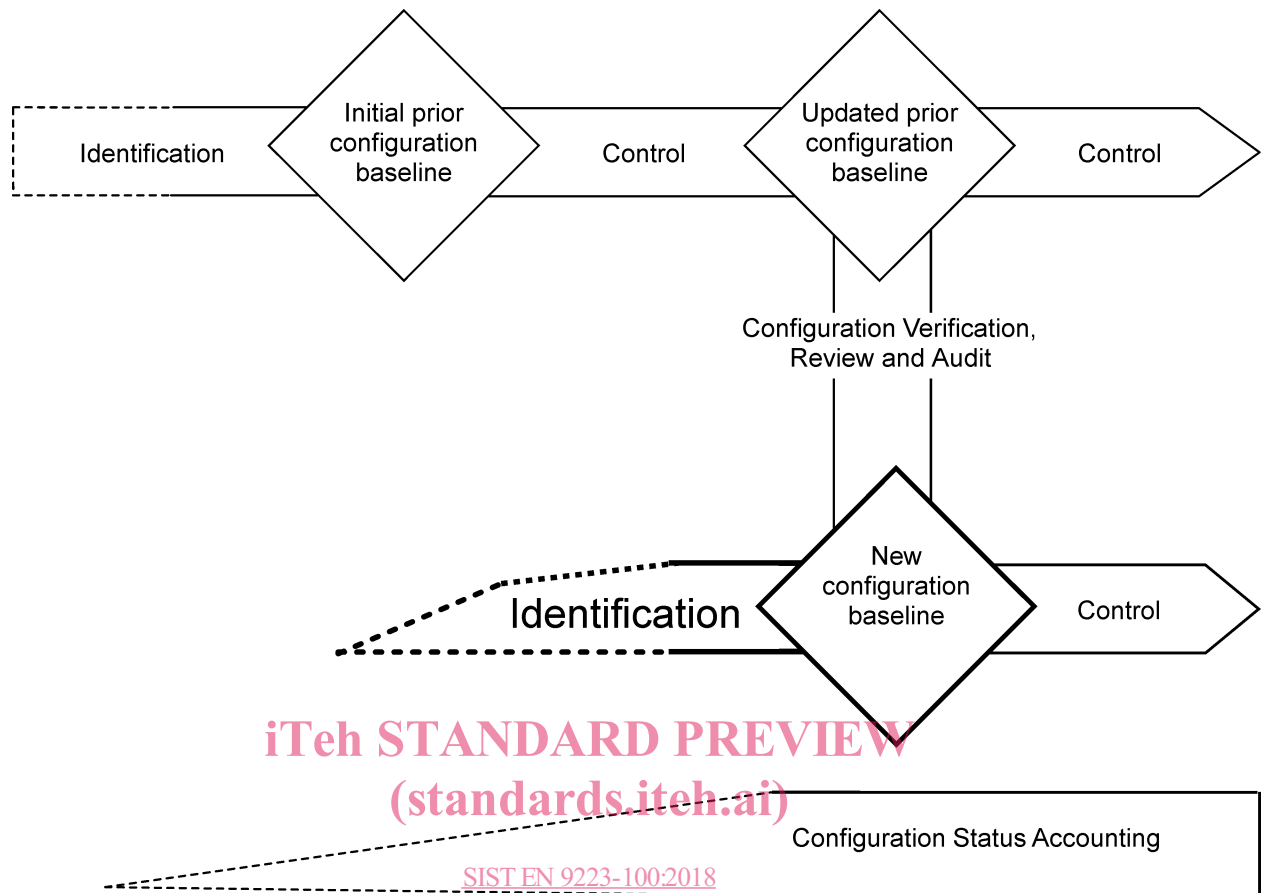 Identification
Initial prior
configuration
baseline
Control
Updated prior
configuration
baseline
Control
Configuration Verification,
Review and Audit
Identification
New
configuration
baseline
Control
iTeh STANDARD PREVIEW
(standards.iteh.ai)
Configuration Status Accounting
SIST EN 9223-100:2018